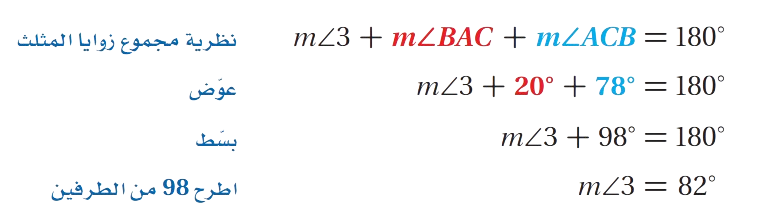 m∠3 + m∠BAC + m∠ACB = 180° نظرية مجموع زوايا المثلث
m∠3 + 20° + 78° = 180° عوّض
m∠3 + 98° = 180° بسّط
m∠3 = 82° اطرح 98 من الطرفين